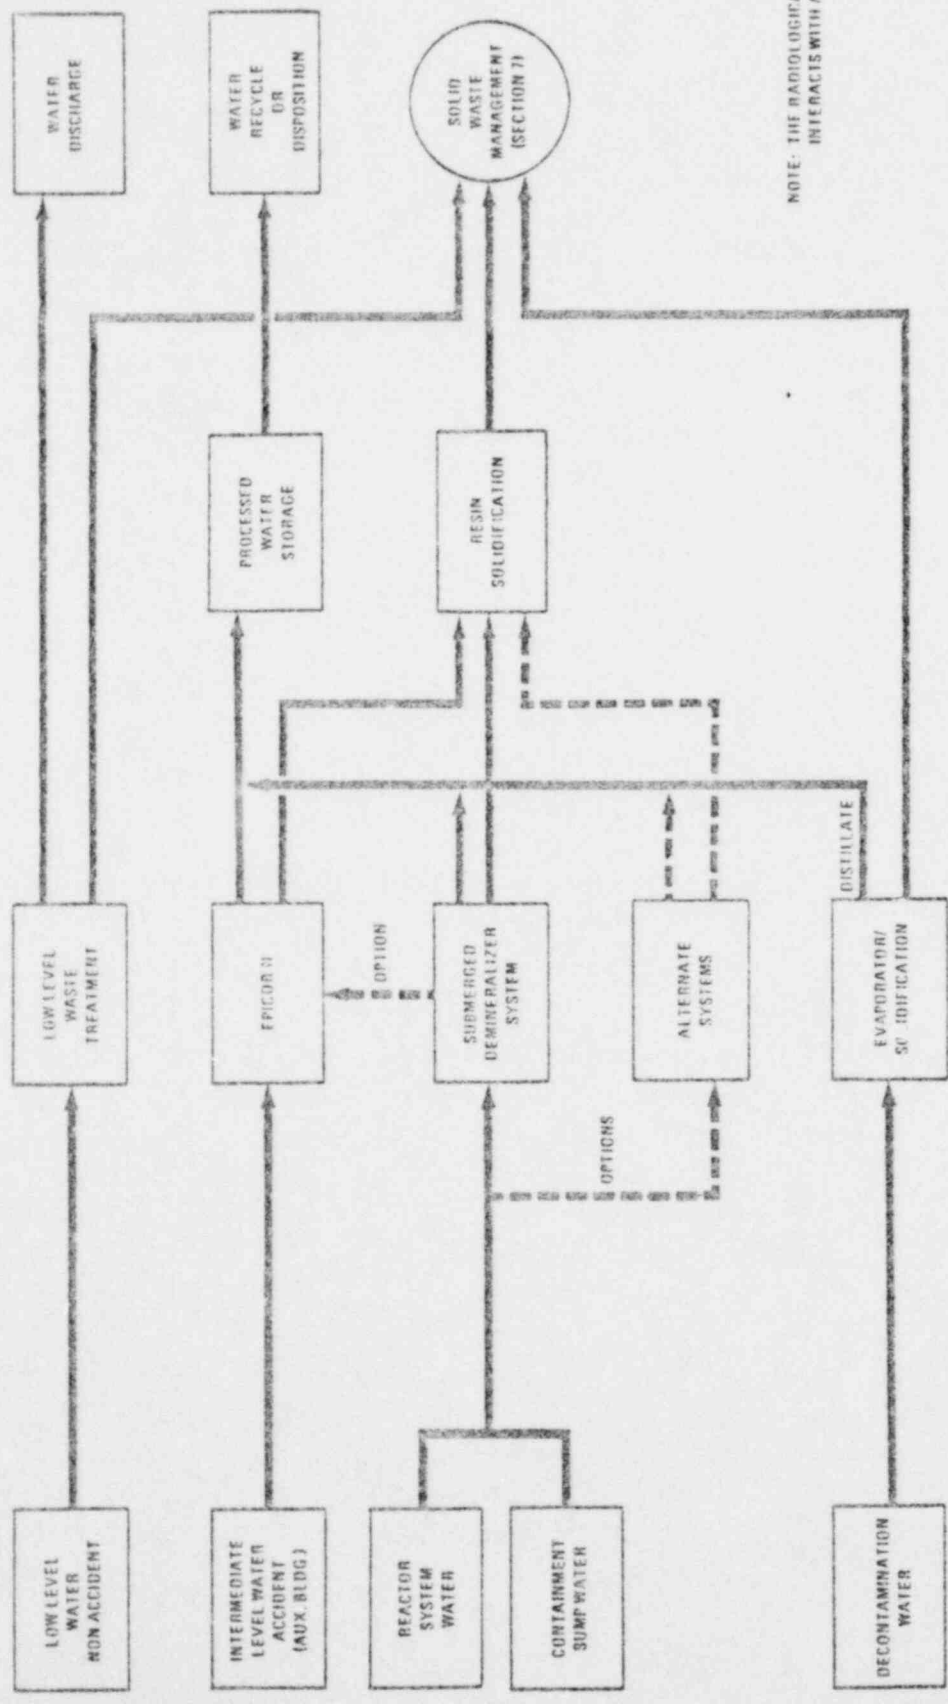 LOW LEVEL
WATER
NON ACCIDENT
INTERMEDIATE
LEVEL WATER
ACCIDENT
(AUX. BLDG.)
REACTOR
SYSTEM
WATER
CONTAINMENT
SUMP WATER
DECONTAMINATION
WATER
OPTIONS
LOW LEVEL
WASTE
TREATMENT
EPICOR II
OPTION
SUBMERGED
DEMINERALIZER
SYSTEM
ALTERNATE
SYSTEMS
EVAPORATOR/
DISTILLATE
PROCESSED
WATER
STORAGE
RESIN
SOLIDIFICATION
WATER
DISCHARGE
WATER
RECYCLE
OR
DISPOSITION
SOLID
WASTE
MANAGEMENT
(SECTION 7)
NOTE: THE
INTERACTS WITH